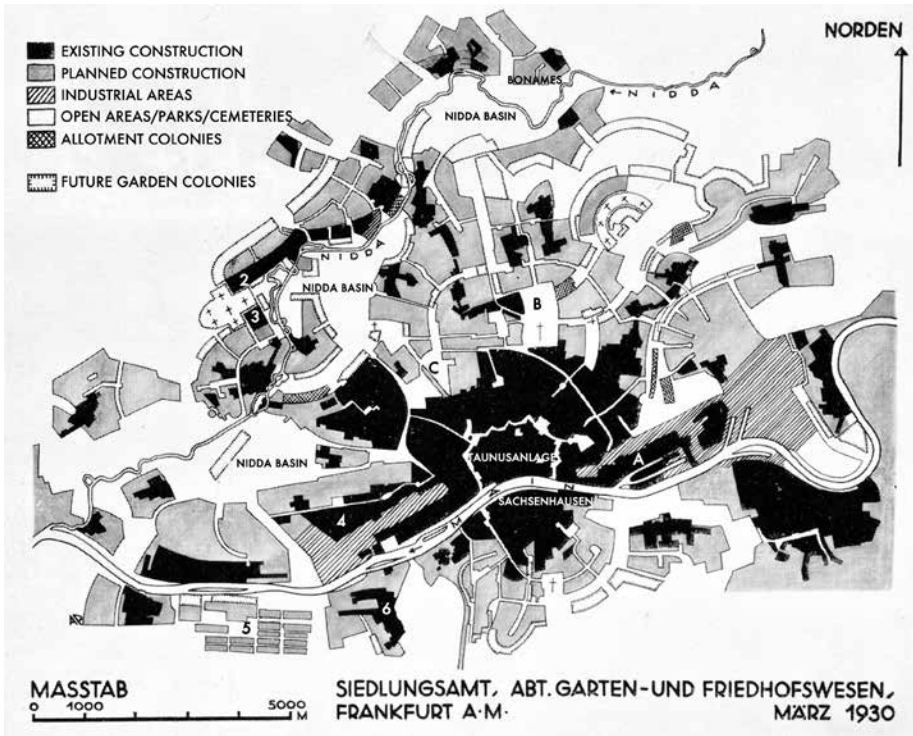 NORDEN
EXISTING CONSTRUCTION
PLANNED CONSTRUCTION
INDUSTRIAL AREAS
OPEN AREAS/PARKS/CEMETERIES
ALLOTMENT COLONIES
FUTURE GARDEN COLONIES
BONAMES
NIDDA
NIDDA BASIN
NIDDA
2
NIDDA BASIN
3
B
C
TAUNUSANLAGE
A
NIDDA BASIN
MAIN
SACHSENHAUSEN
4
6
5
MASSTAB
0 1000 5000
M
SIEDLUNGSAMT, ABT. GARTEN-UND FRIEDHOFSWESEN,
FRANKFURT A·M· MÄRZ 1930